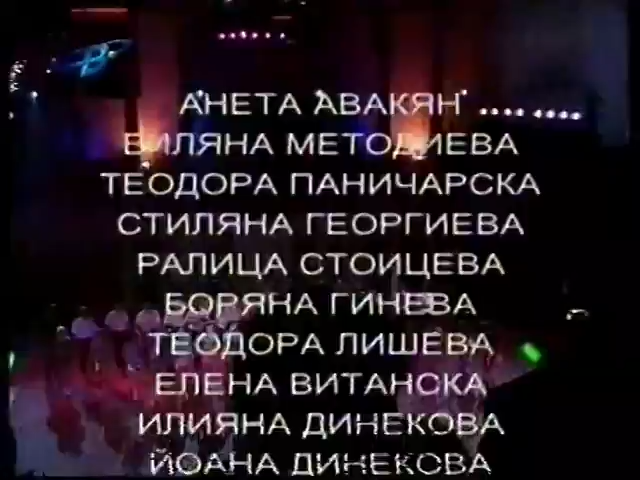 АНЕТА АВАКЯН
ВИЛЯНА МЕТОДИЕВА
ТЕОДОРА ПАНИЧАРСКА
СТИЛЯНА ГЕОРГИЕВА
РАЛИЦА СТОИЦЕВА
БОРЯНА ГИНЕВА
ТЕОДОРА ЛИШЕВА
ЕЛЕНА ВИТАНСКА
ИЛИЯНА ДИНЕКОВА
ЙОАНА ДИНЕКОВА